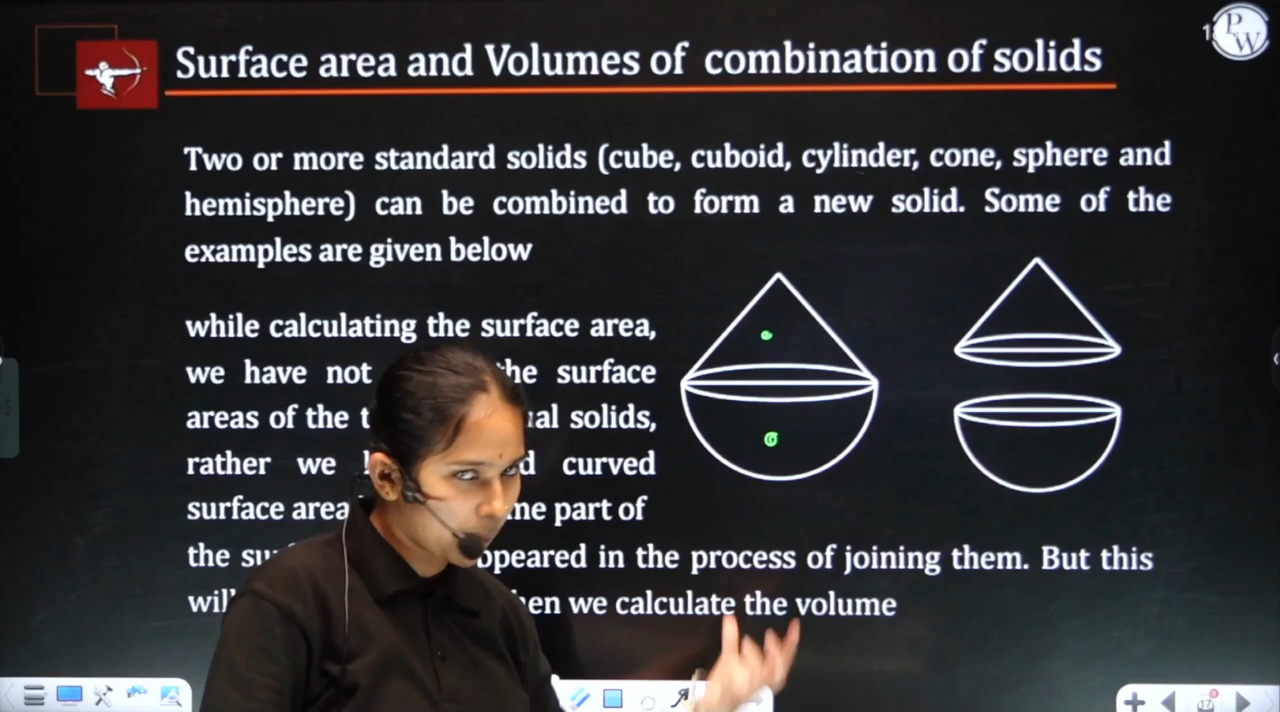 Surface area and Volumes of combination of solids
Two or more standard solids (cube, cuboid, cylinder, cone, sphere and
hemisphere) can be combined to form a new solid. Some of the
examples are given below
while calculating the surface area,
we have not the surface
areas of the solids,
rather we curved
surface area part of
the in the process of joining them. But this
we calculate the volume
PW
17